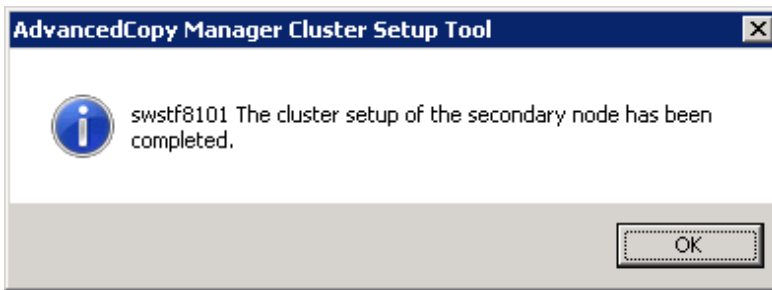 AdvancedCopy Manager Cluster Setup Tool
swstf8101 The cluster setup of the secondary node has been
completed.
OK